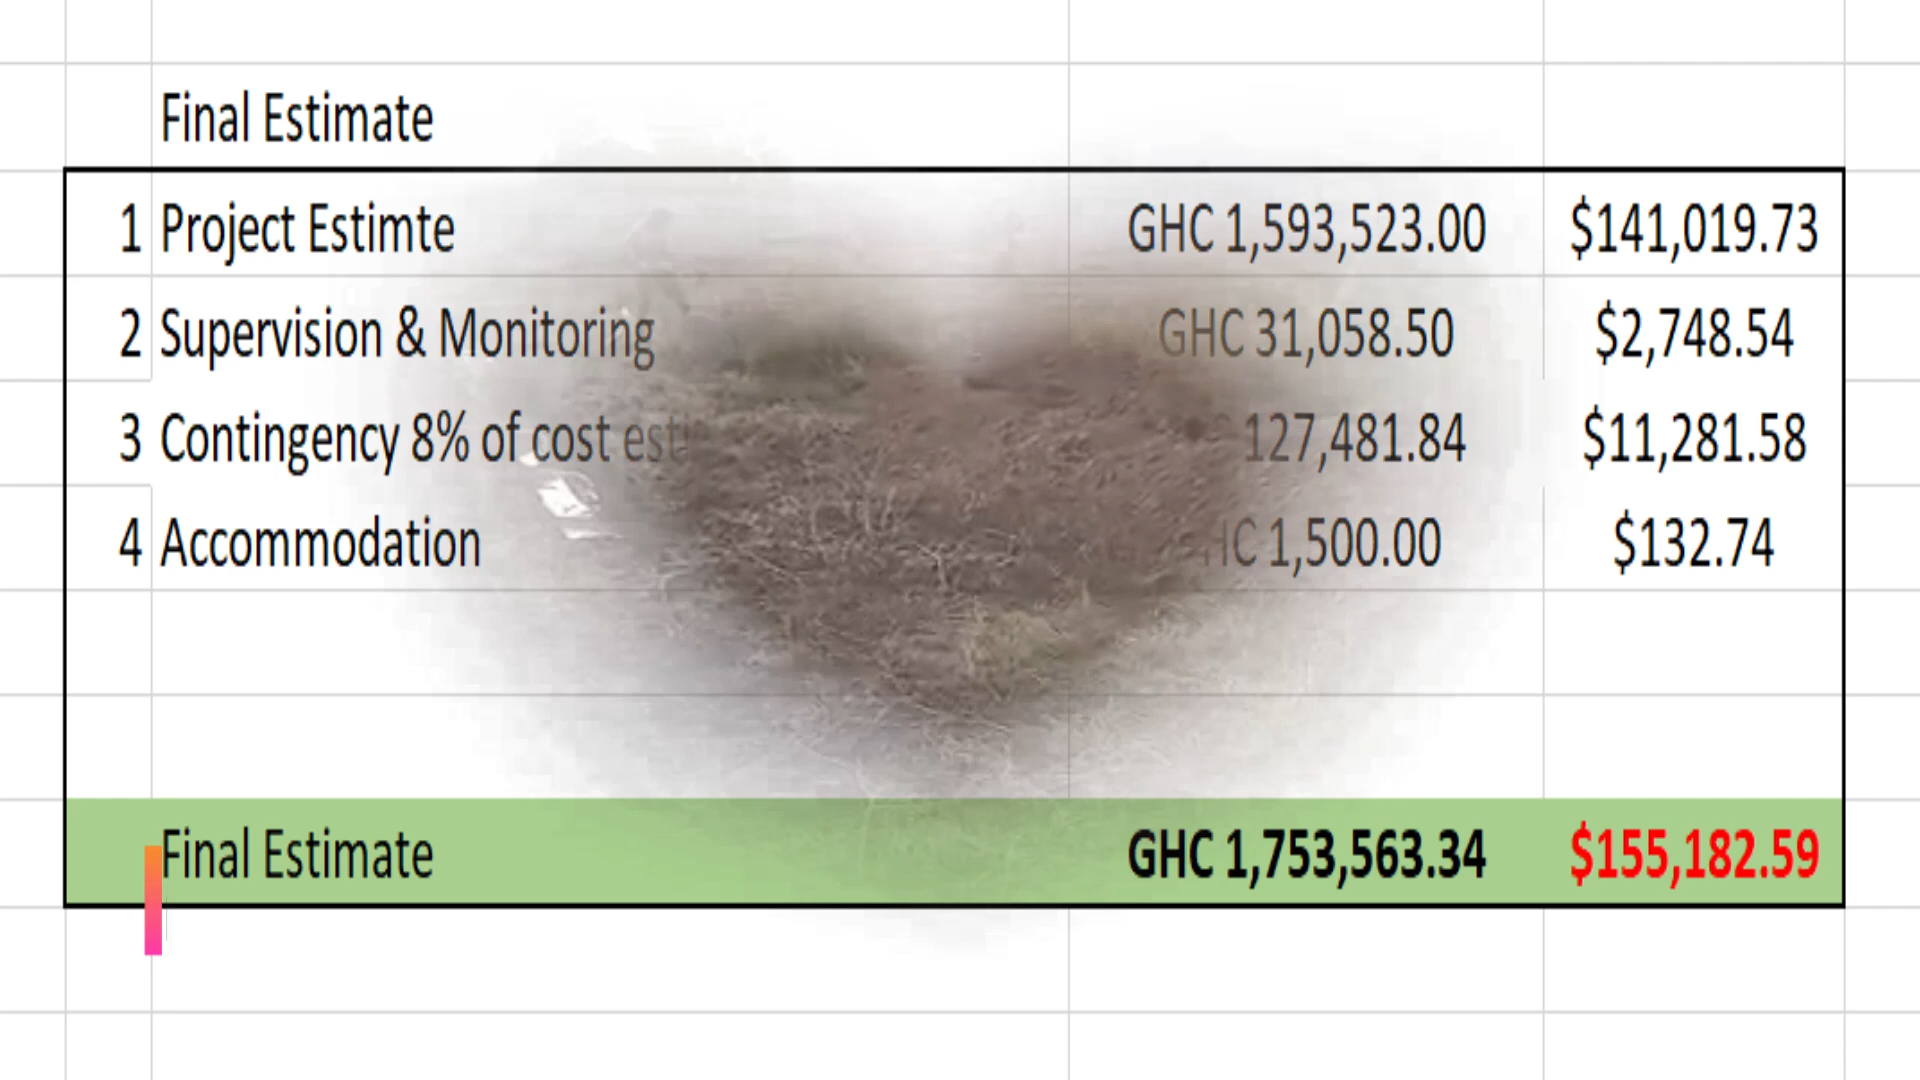 Final Estimate
1 Project Estimte GHC 1,593,523.00 $141,019.73
2 Supervision & Monitoring GHC 31,058.50 $2,748.54
3 Contingency 8% of cost 127,481.84 $11,281.58
4 Accommodation 1,500.00 $132.74
Final Estimate GHC 1,753,563.34 $155,182.59